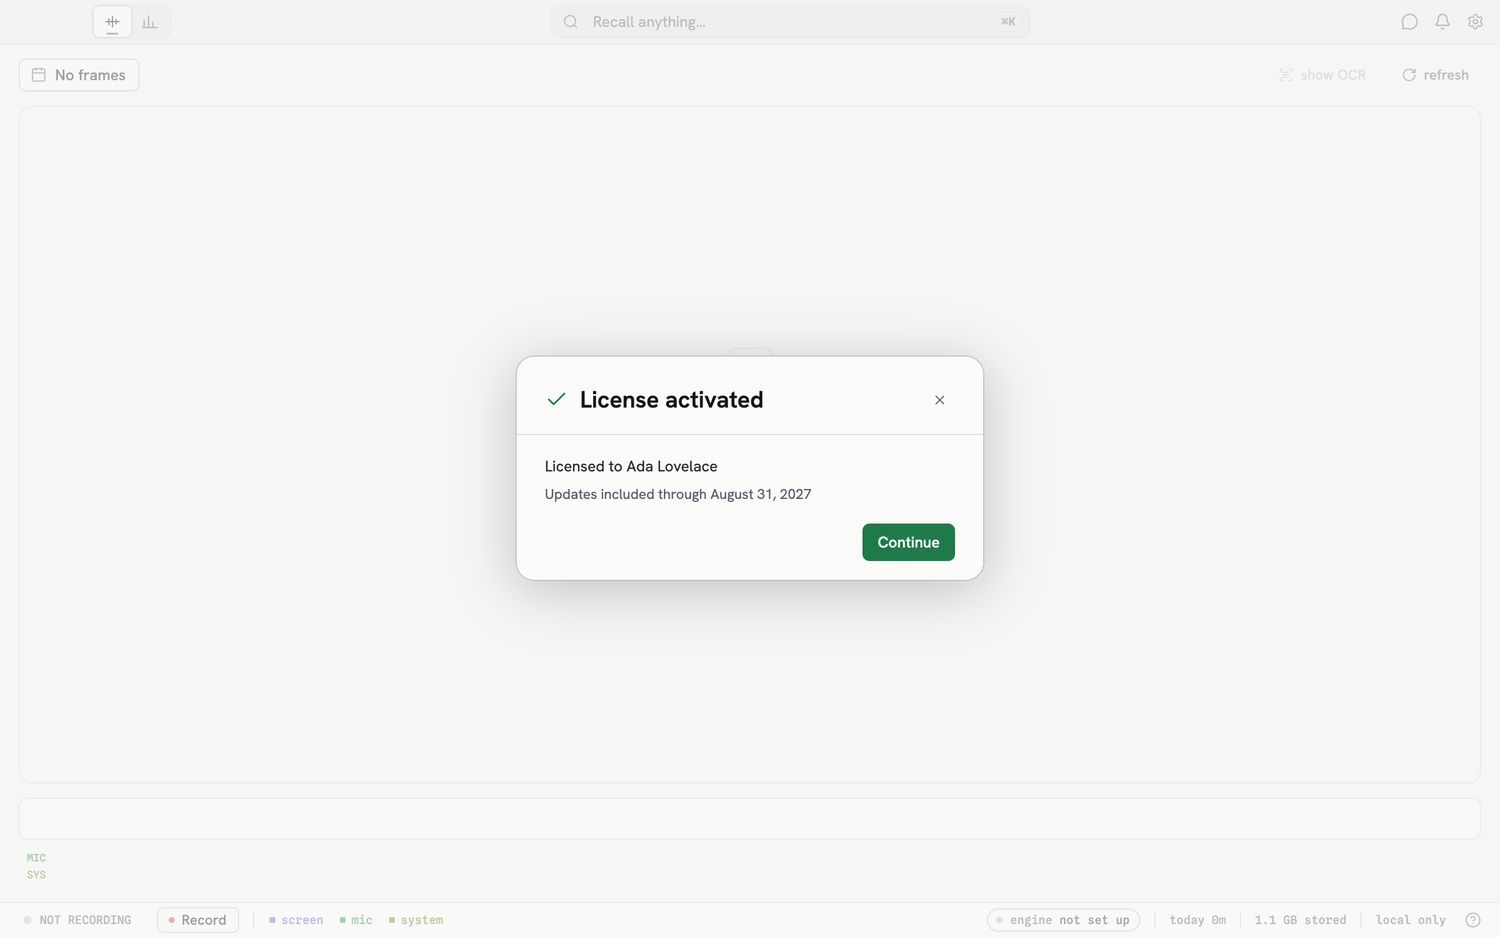 Recall anything...
⌘K
No frames
show OCR
refresh
License activated
Licensed to Ada Lovelace
Updates included through August 31, 2027
Continue
MIC
SYS
NOT RECORDING
Record
screen
mic
system
engine not set up
today 0m
1.1 GB stored
local only